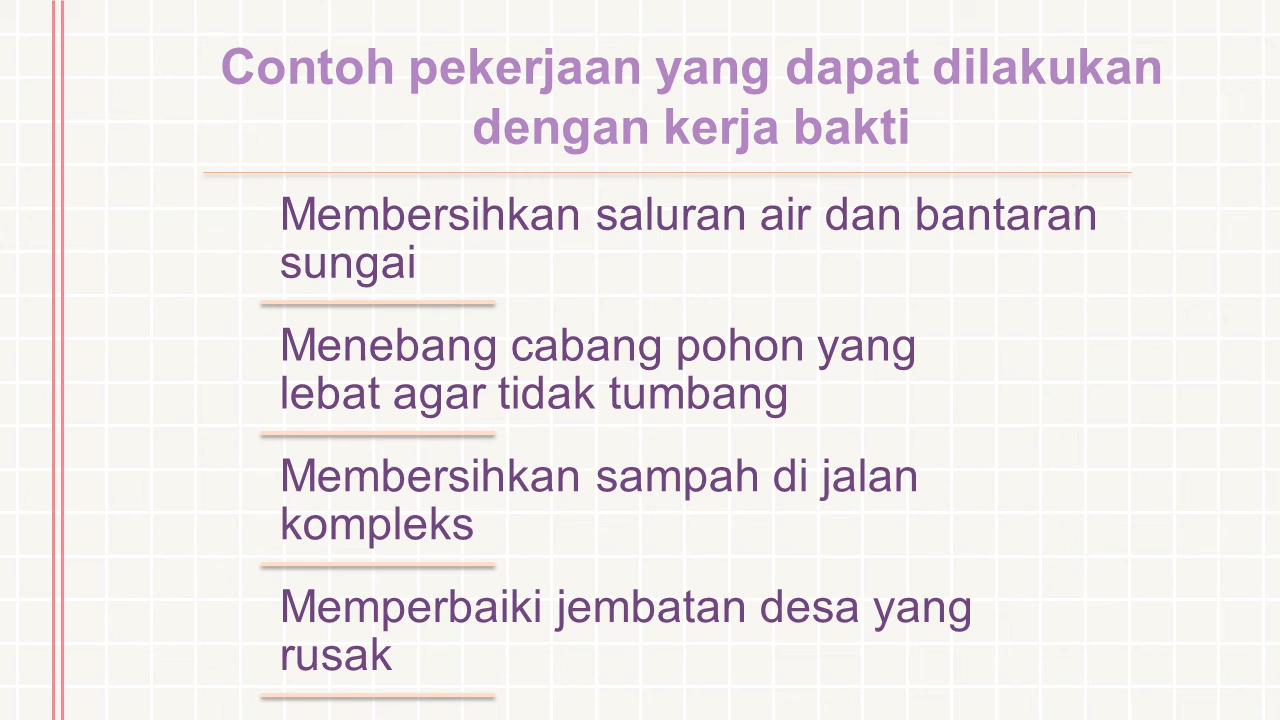 Contoh pekerjaan yang dapat dilakukan
dengan kerja bakti
Membersihkan saluran air dan bantaran
sungai
Menebang cabang pohon yang
lebat agar tidak tumbang
Membersihkan sampah di jalan
kompleks
Memperbaiki jembatan desa yang
rusak